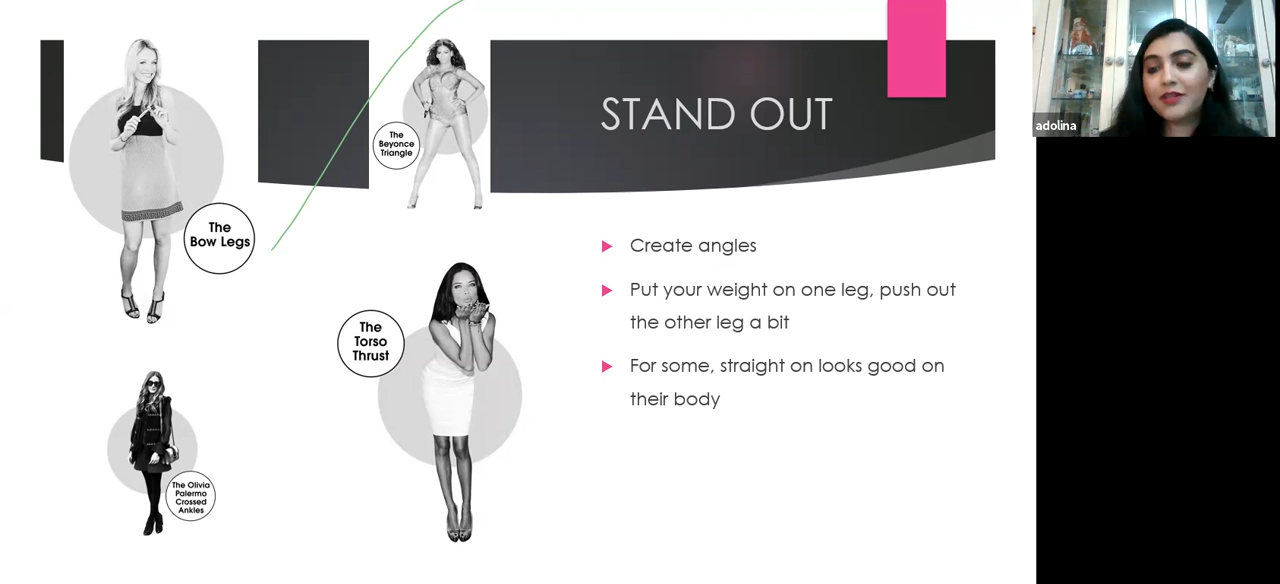 STAND OUT
The
Bow Legs
The
Beyonce
Triangle
The
Torso
Thrust
The Olivia
Palermo
Crossed
Ankles
Create angles
Put your weight on one leg, push out
the other leg a bit
For some, straight on looks good on
their body
adolina